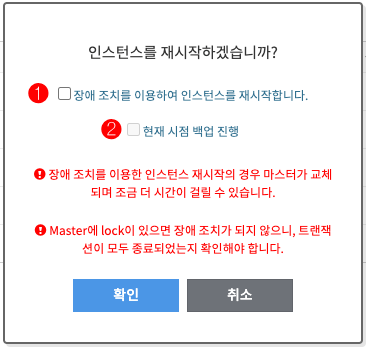 인스턴스를 재시작하겠습니까?
1 장애 조치를 이용하여 인스턴스를 재시작합니다.
2 현재 시점 백업 진행
장애 조치를 이용한 인스턴스 재시작의 경우 마스터가 교체
되며 조금 더 시간이 걸릴 수 있습니다.
Master에 lock이 있으면 장애 조치가 되지 않으니, 트랜잭
션이 모두 종료되었는지 확인해야 합니다.
확인 취소